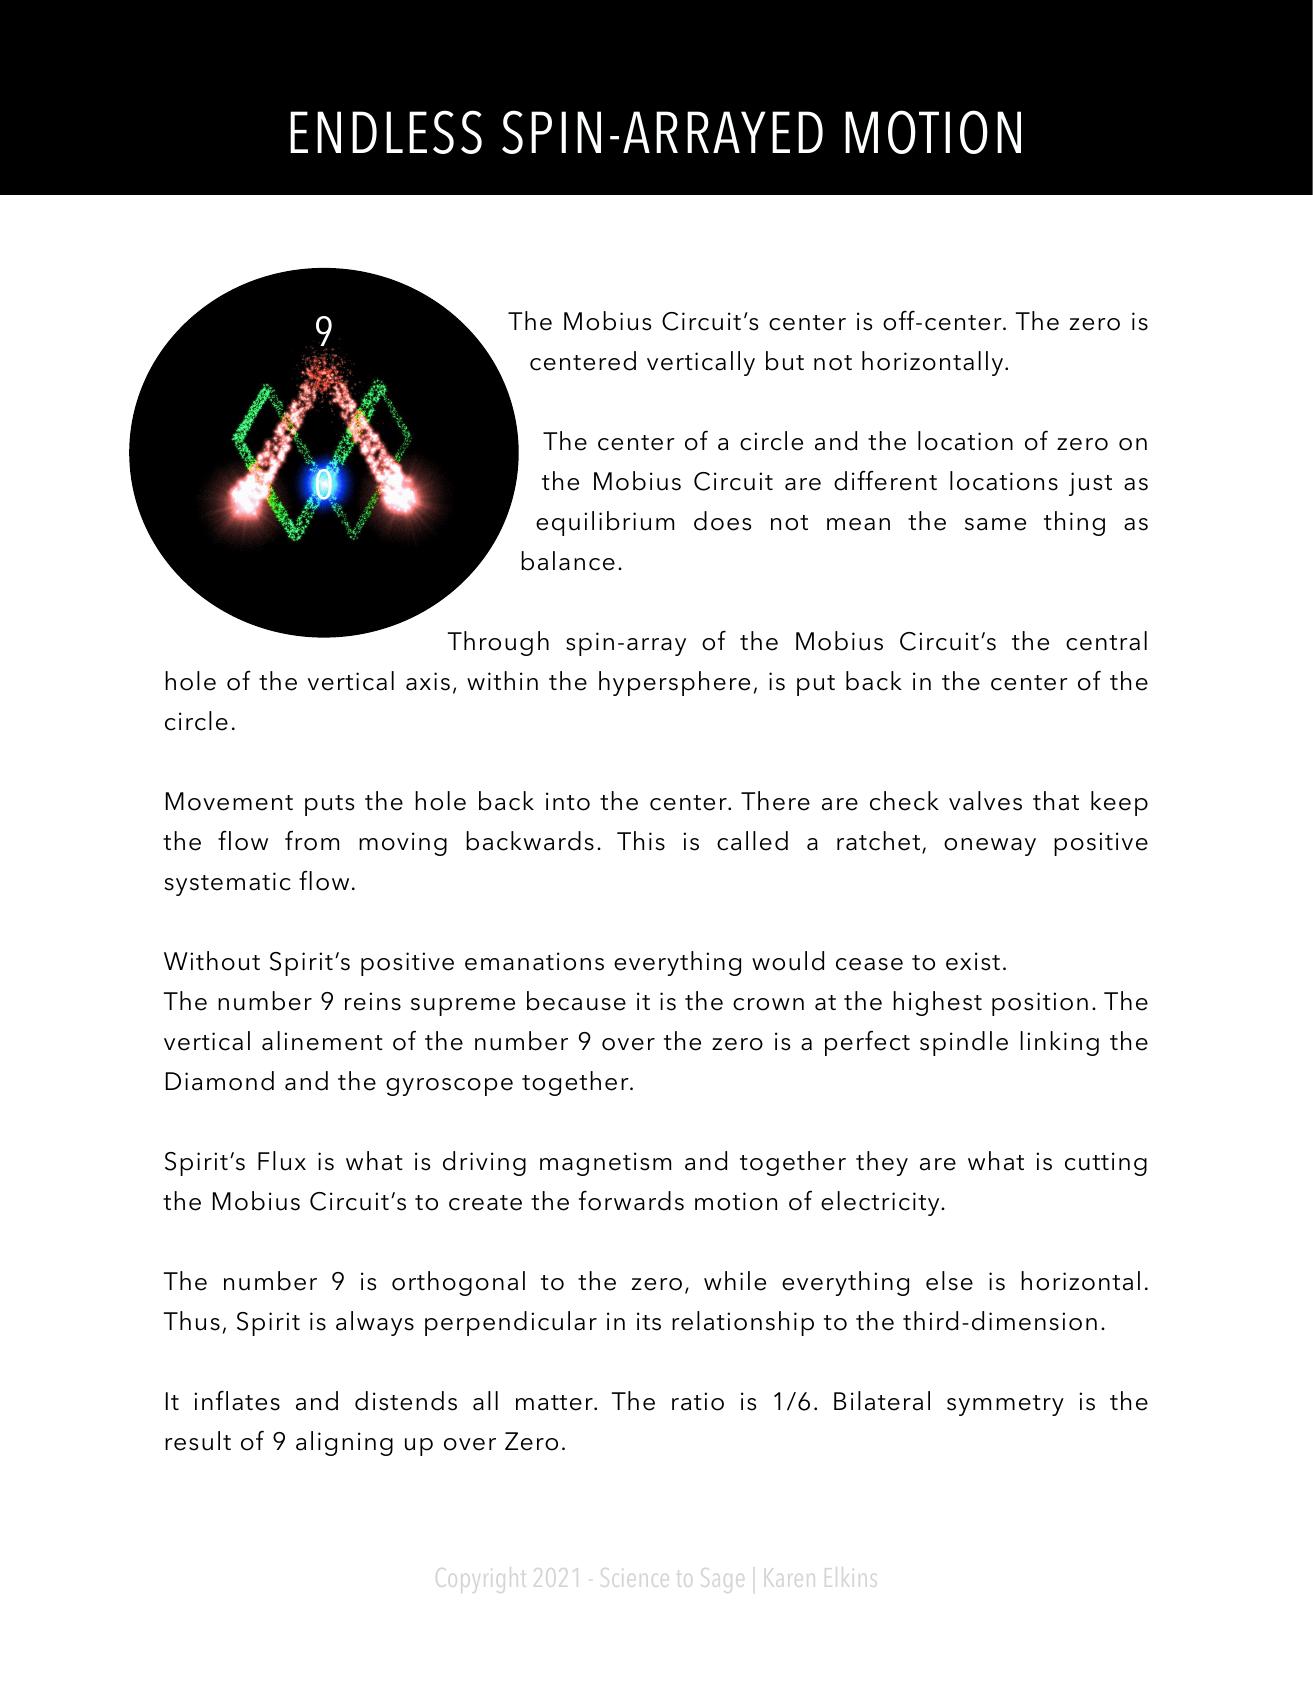 ENDLESS SPIN-ARRAYED MOTION
9
0
The Mobius Circuit’s center is off-center. The zero is
centered vertically but not horizontally.
The center of a circle and the location of zero on
the Mobius Circuit are different locations just as
equilibrium does not mean the same thing as
balance.
Through spin-array of the Mobius Circuit’s the central
hole of the vertical axis, within the hypersphere, is put back in the center of the
circle.
Movement puts the hole back into the center. There are check valves that keep
the flow from moving backwards. This is called a ratchet, oneway positive
systematic flow.
Without Spirit’s positive emanations everything would cease to exist.
The number 9 reins supreme because it is the crown at the highest position. The
vertical alinement of the number 9 over the zero is a perfect spindle linking the
Diamond and the gyroscope together.
Spirit’s Flux is what is driving magnetism and together they are what is cutting
the Mobius Circuit’s to create the forwards motion of electricity.
The number 9 is orthogonal to the zero, while everything else is horizontal.
Thus, Spirit is always perpendicular in its relationship to the third-dimension.
It inflates and distends all matter. The ratio is 1/6. Bilateral symmetry is the
result of 9 aligning up over Zero.
Copyright 2021 - Science to Sage | Karen Elkins